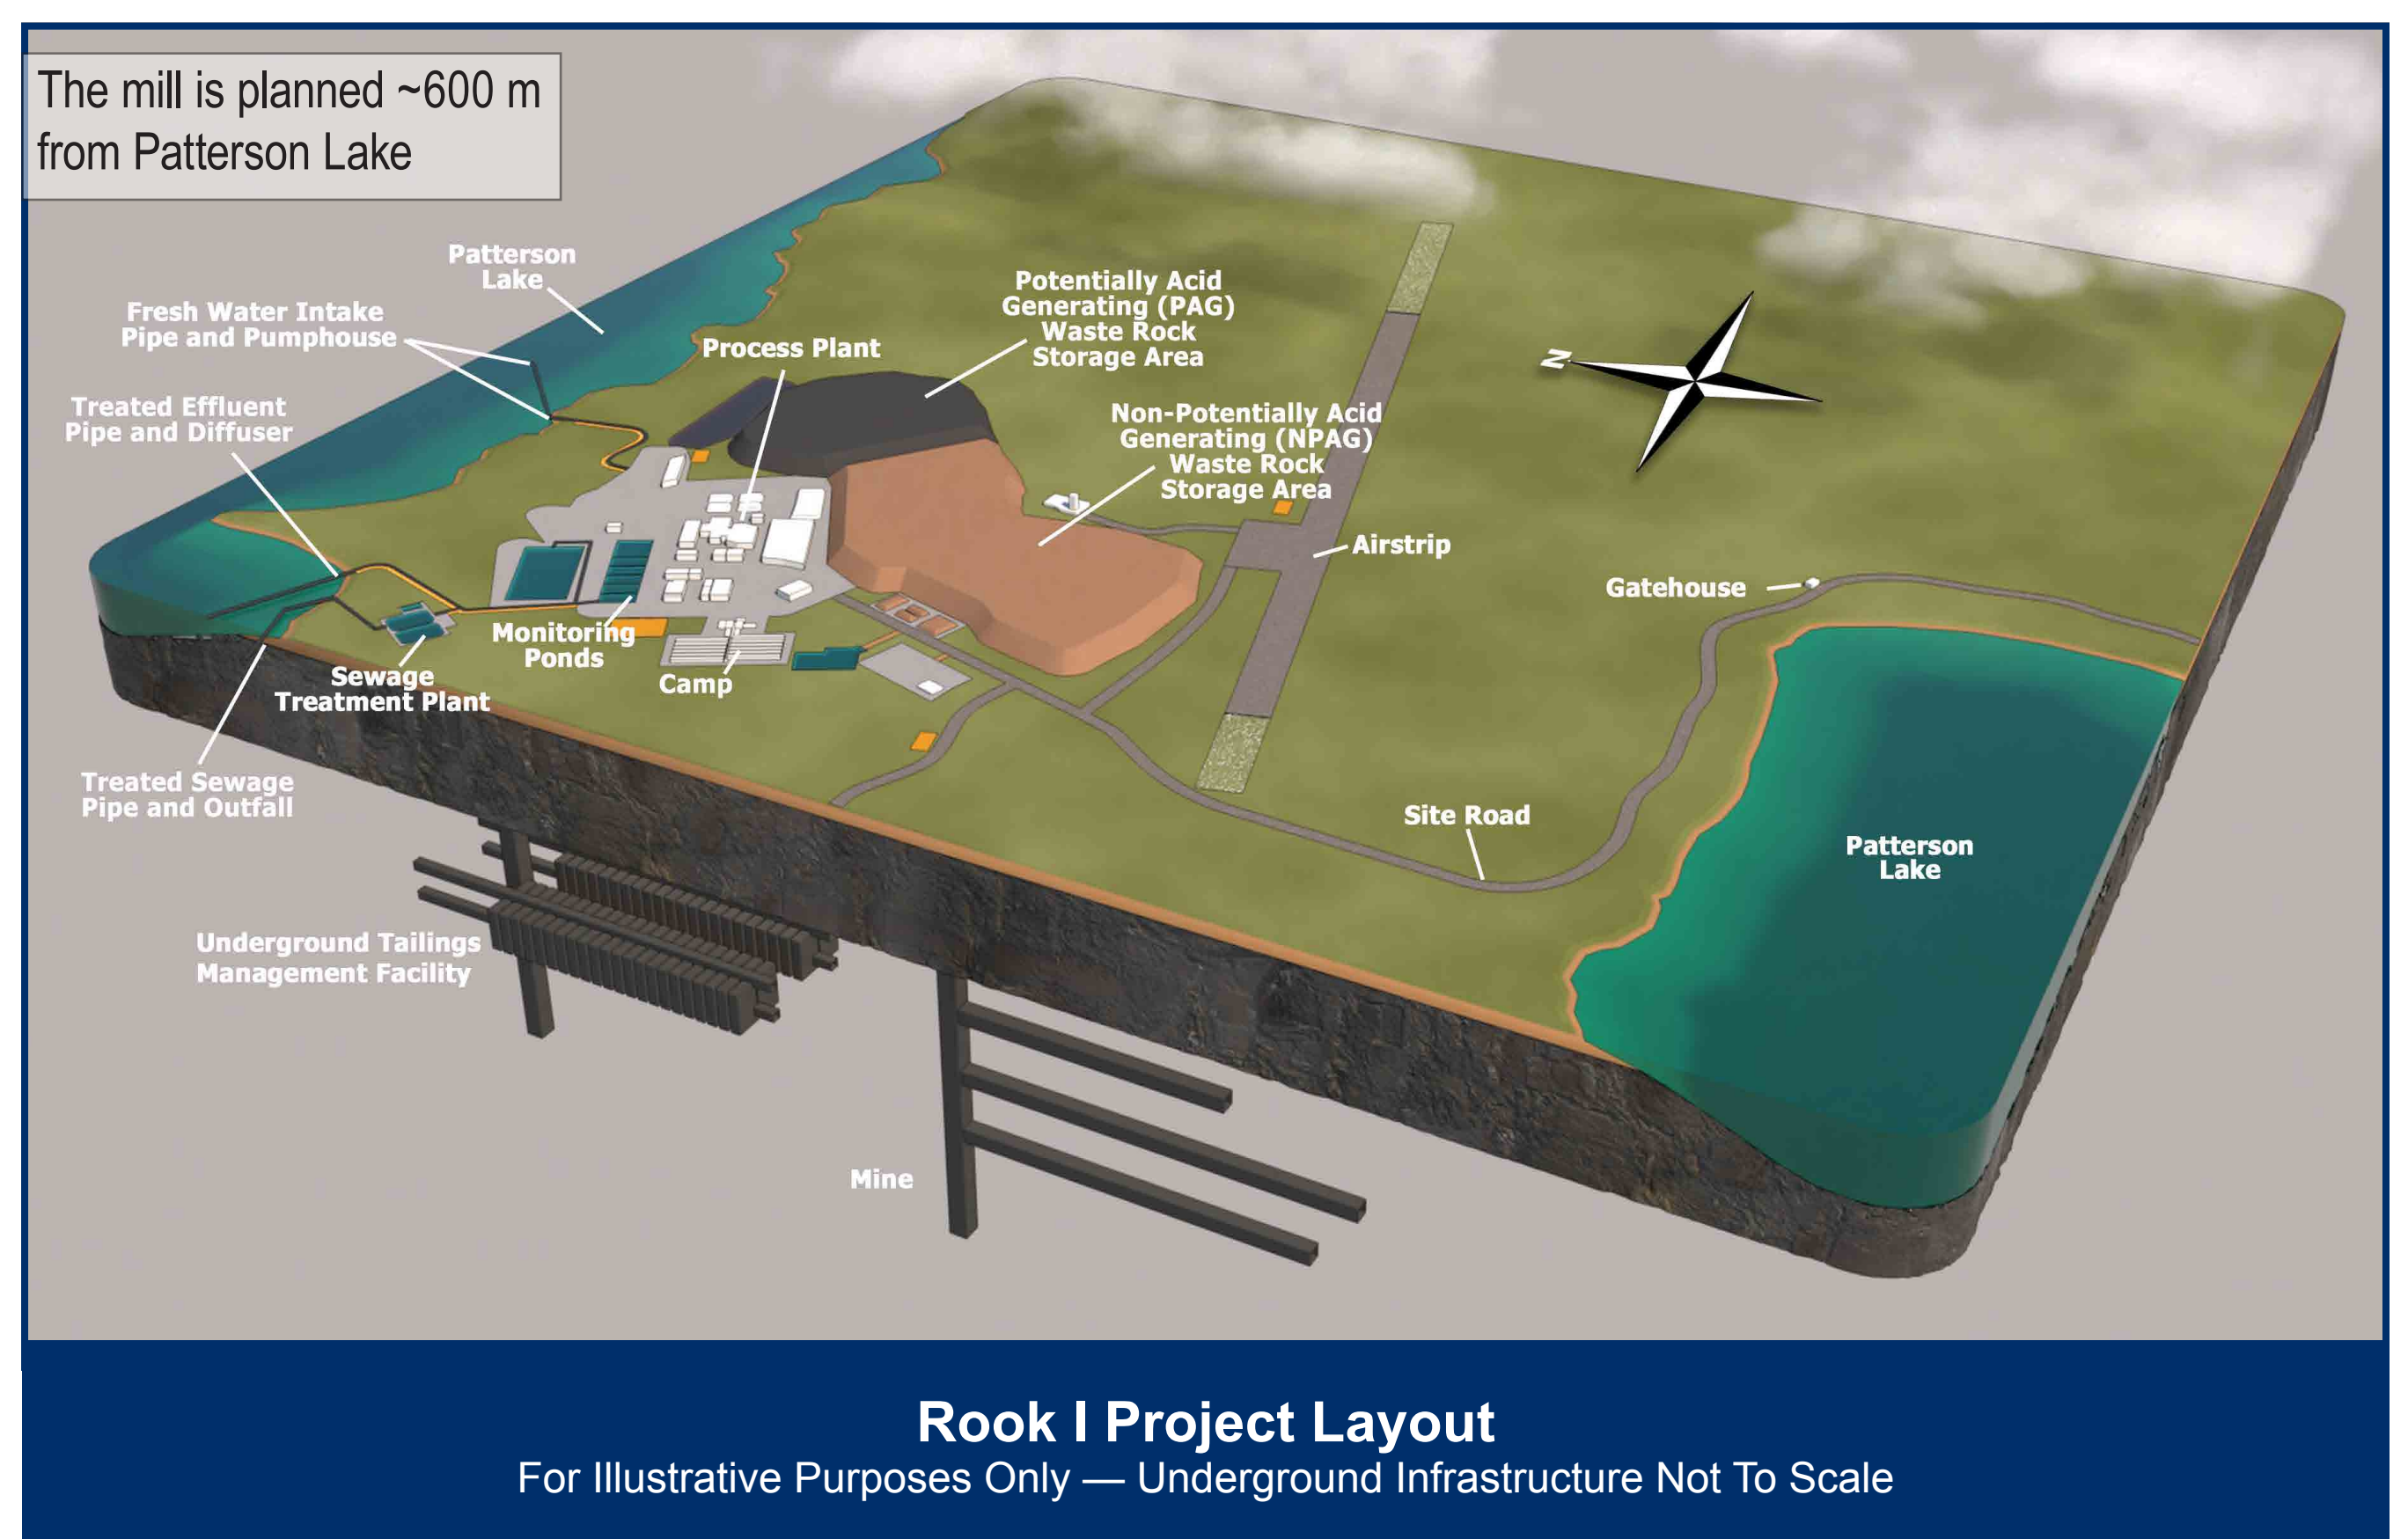 The mill is planned ~600 m
from Patterson Lake
Patterson
Lake
Fresh Water Intake
Pipe and Pumphouse
Treated Effluent
Pipe and Diffuser
Process Plant
Potentially Acid
Generating (PAG)
Waste Rock
Storage Area
Non-Potentially Acid
Generating (NPAG)
Waste Rock
Storage Area
N
Airstrip
Gatehouse
Monitoring
Ponds
Sewage
Treatment Plant
Camp
Treated Sewage
Pipe and Outfall
Site Road
Patterson
Lake
Underground Tailings
Management Facility
Mine
Rook I Project Layout
For Illustrative Purposes Only — Underground Infrastructure Not To Scale